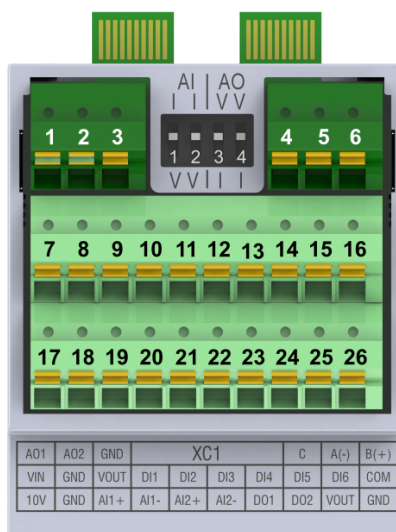 AI AO
I I V V
1 2 3 4 5 6
1 2 3 4
V V I I
7 8 9 10 11 12 13 14 15 16
17 18 19 20 21 22 23 24 25 26
AO1 AO2 GND XC1 C A(-) B(+)
VIN GND VOUT DI1 DI2 DI3 DI4 DI5 DI6 COM
10V GND AI1+ AI1- AI2+ AI2- DO1 DO2 VOUT GND